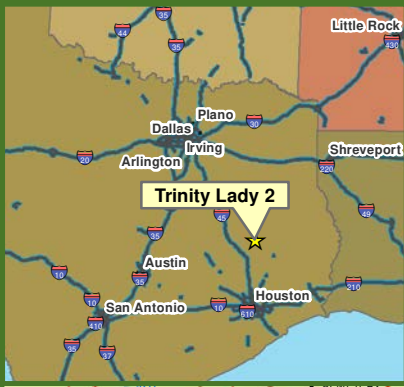 35
44
35
Little Rock
430
Plano
30
Dallas
Irving
20
Arlington
Shreveport
220
Trinity Lady 2
45
49
35
Austin
10
35
10
San Antonio
10
Houston
210
410
610
35
37